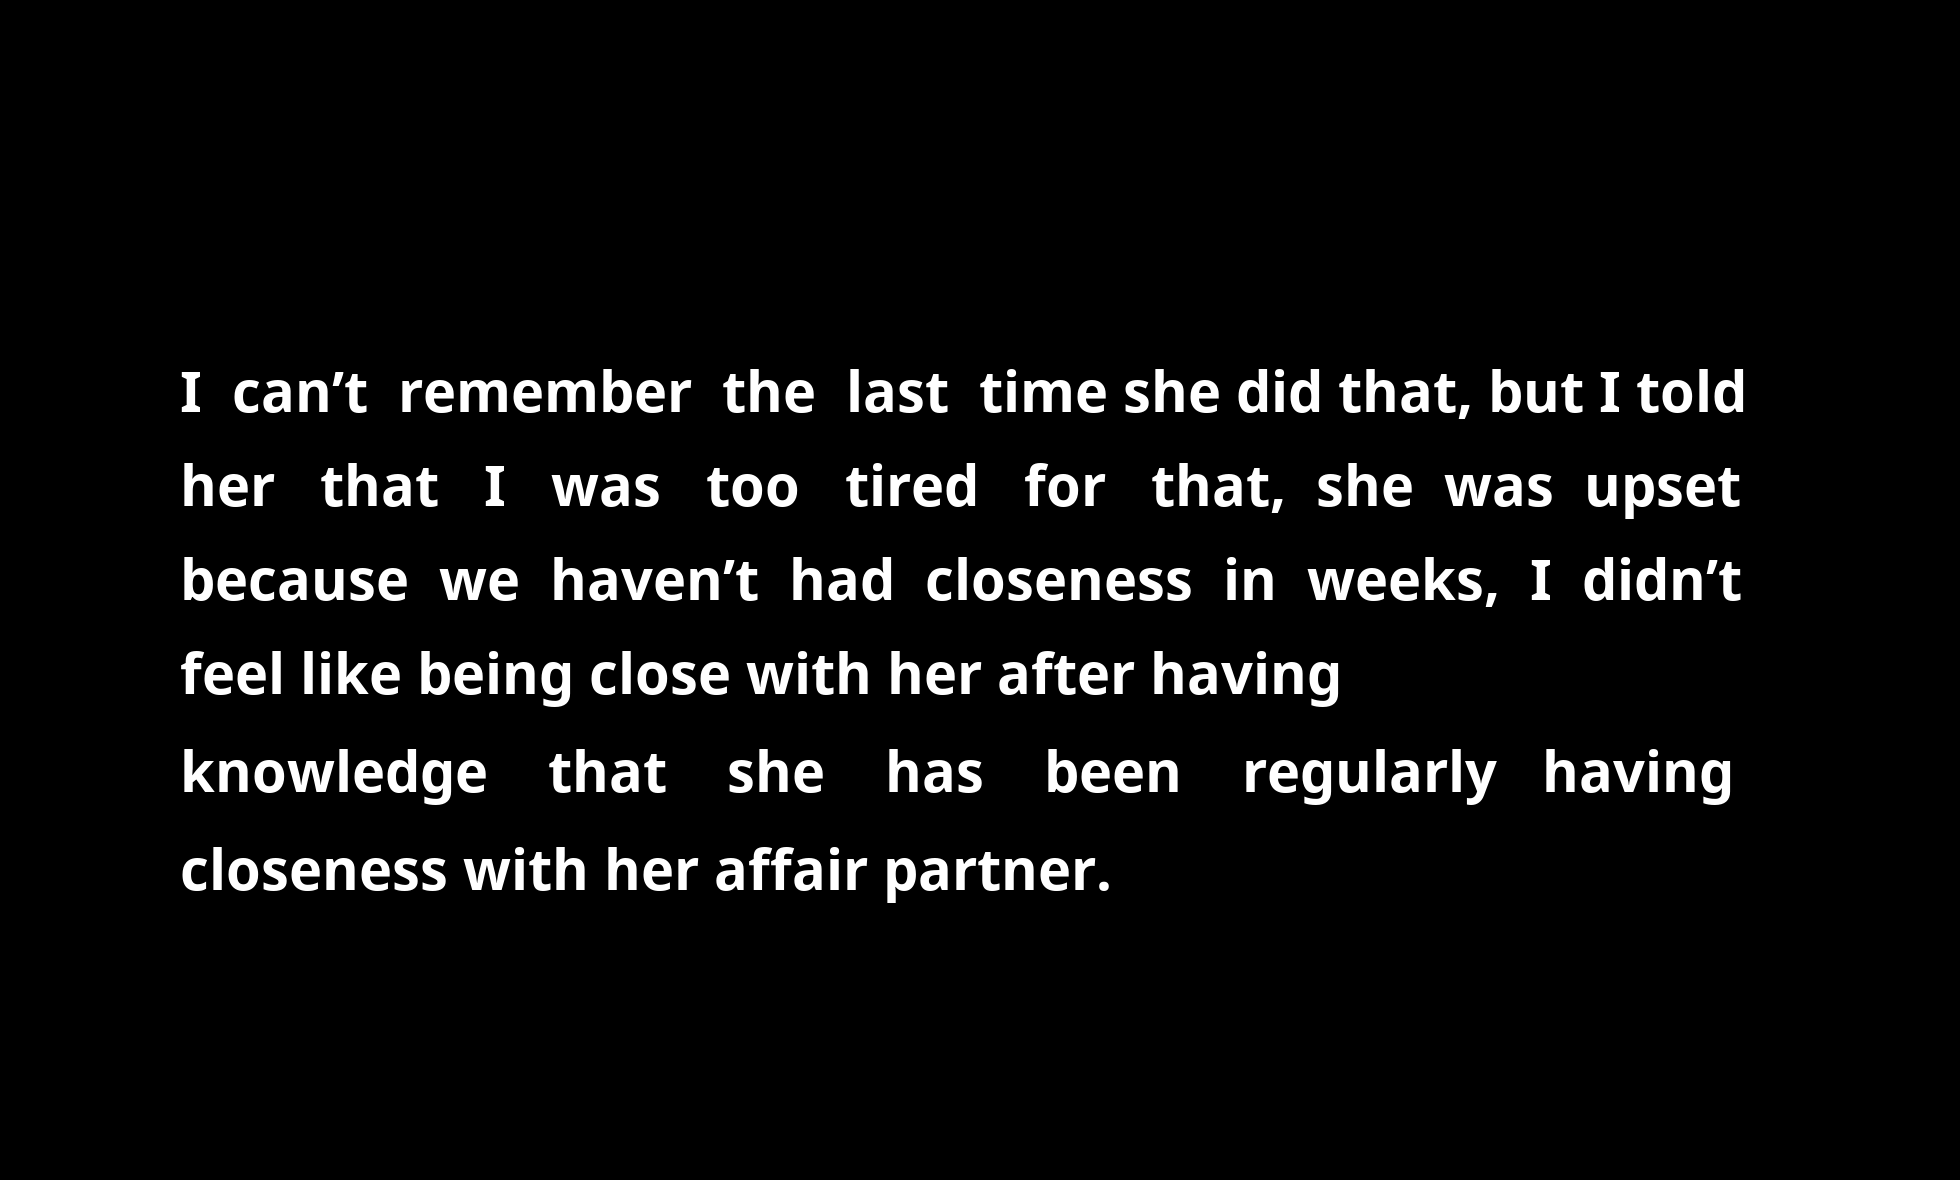 I can’t remember the last time she did that, but I told
her that I was too tired for that, she was upset
because we haven’t had closeness in weeks, I didn’t
feel like being close with her after having
knowledge that she has been regularly having
closeness with her affair partner.